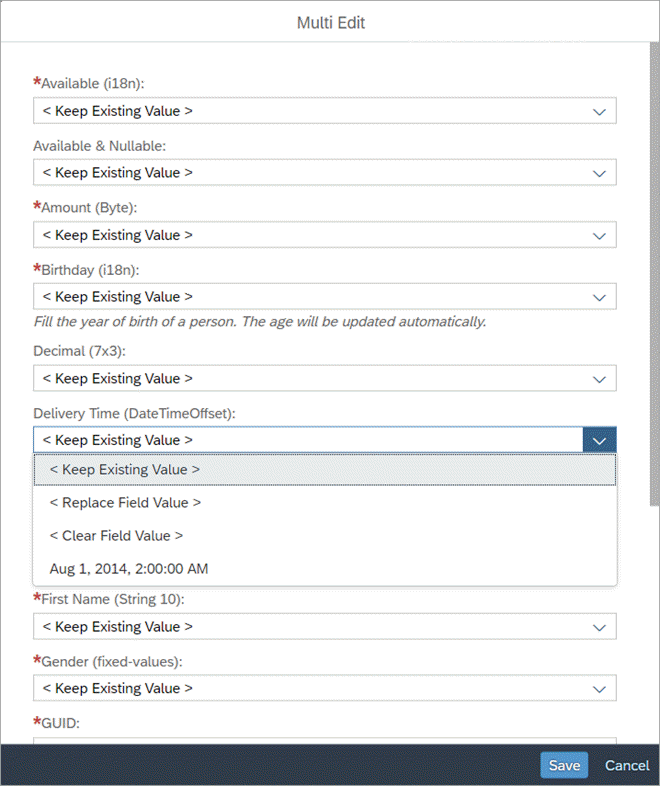 Multi Edit
*Available (i18n):
< Keep Existing Value >
Available & Nullable:
< Keep Existing Value >
*Amount (Byte):
< Keep Existing Value >
*Birthday (i18n):
< Keep Existing Value >
Fill the year of birth of a person. The age will be updated automatically.
Decimal (7x3):
< Keep Existing Value >
Delivery Time (DateTimeOffset):
< Keep Existing Value >
< Keep Existing Value >
< Replace Field Value >
< Clear Field Value >
Aug 1, 2014, 2:00:00 AM
*First Name (String 10):
< Keep Existing Value >
*Gender (fixed-values):
< Keep Existing Value >
*GUID:
Save Cancel